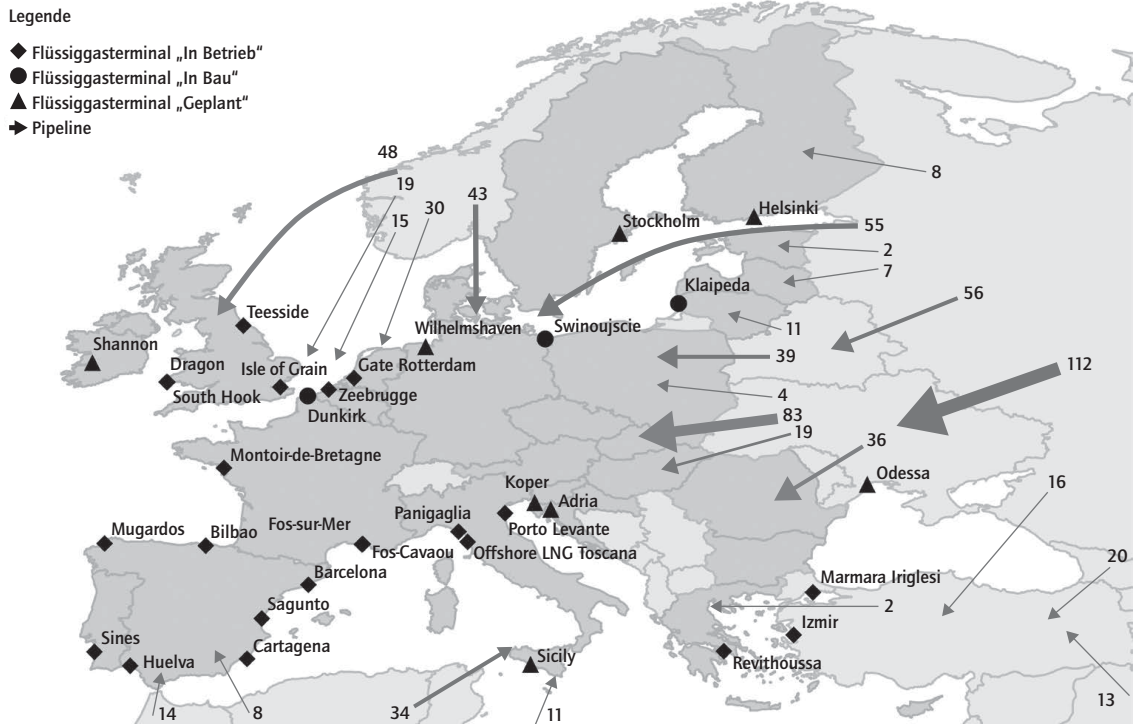 Legende
Flüssiggasterminal „In Betrieb“
Flüssiggasterminal „In Bau“
Flüssiggasterminal „Geplant“
Pipeline
48
19
43
30
15
8
Helsinki
Stockholm
55
2
7
Klaipeda
56
11
Teesside
Wilhelmshaven
Swinoujscie
Shannon
Dragon
Isle of Grain
Gate Rotterdam
39
112
South Hook
Zeebrugge
4
Dunkirk
83
19
36
Montoir-de-Bretagne
Odessa
Koper
16
Adria
Panigaglia
Mugardos
Bilbao
Fos-sur-Mer
Porto Levante
Fos-Cavaou
Offshore LNG Toscana
20
Barcelona
Marmara Iriglesi
Sagunto
2
Izmir
Sines
Cartagena
Huelva
Sicily
Revithoussa
13
14
8
34
11